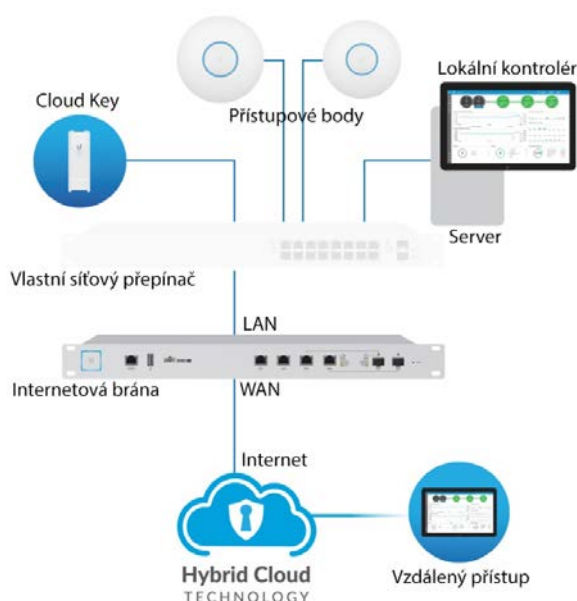 Lokální kontrolér
Cloud Key
Přístupové body
Server
Vlastní síťový přepínač
LAN
Internetová brána
WAN
Internet
Hybrid Cloud
TECHNOLOGY
Vzdálený přístup